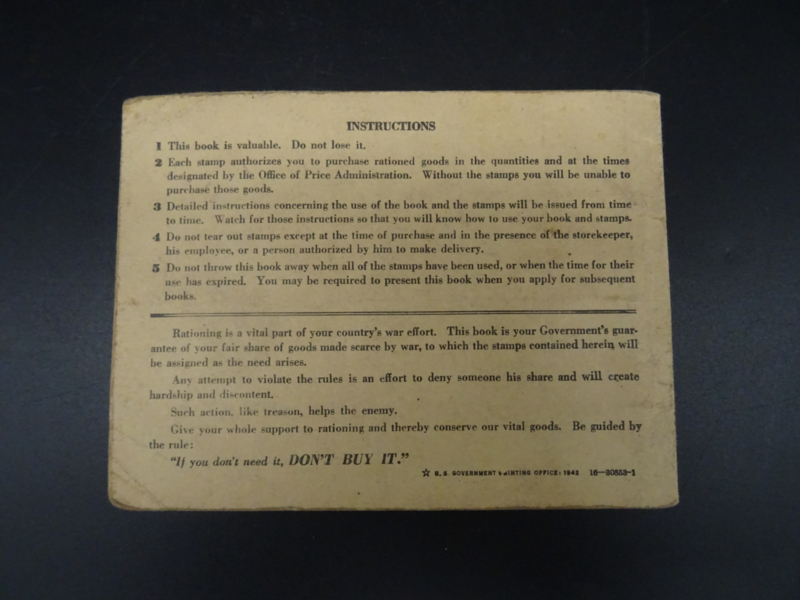 INSTRUCTIONS
1 This book is valuable. Do not lose it.
2 Each stamp authorizes you to purchase rationed goods in the quantities and at the times
designated by the Office of Price Administration. Without the stamps you will be unable to
purchase those goods.
3 Detailed instructions concerning the use of the book and the stamps will be issued from time
to time. Watch for those instructions so that you will know how to use your book and stamps.
4 Do not tear out stamps except at the time of purchase and in the presence of the storekeeper,
his employee, or a person authorized by him to make delivery.
5 Do not throw this book away when all of the stamps have been used, or when the time for their
use has expired. You may be required to present this book when you apply for subsequent
books.
Rationing is a vital part of your country's war effort. This book is your Government's guar-
antee of your fair share of goods made scarce by war, to which the stamps contained herein will
be assigned as the need arises.
Any attempt to violate the rules is an effort to deny someone his share and will create
hardship and discontent.
Such action, like treason, helps the enemy.
Give your whole support to rationing and thereby conserve our vital goods. Be guided by
the rule:
"If you don't need it, DON'T BUY IT."
☆ U. S. GOVERNMENT PRINTING OFFICE: 1942 16—30853-1